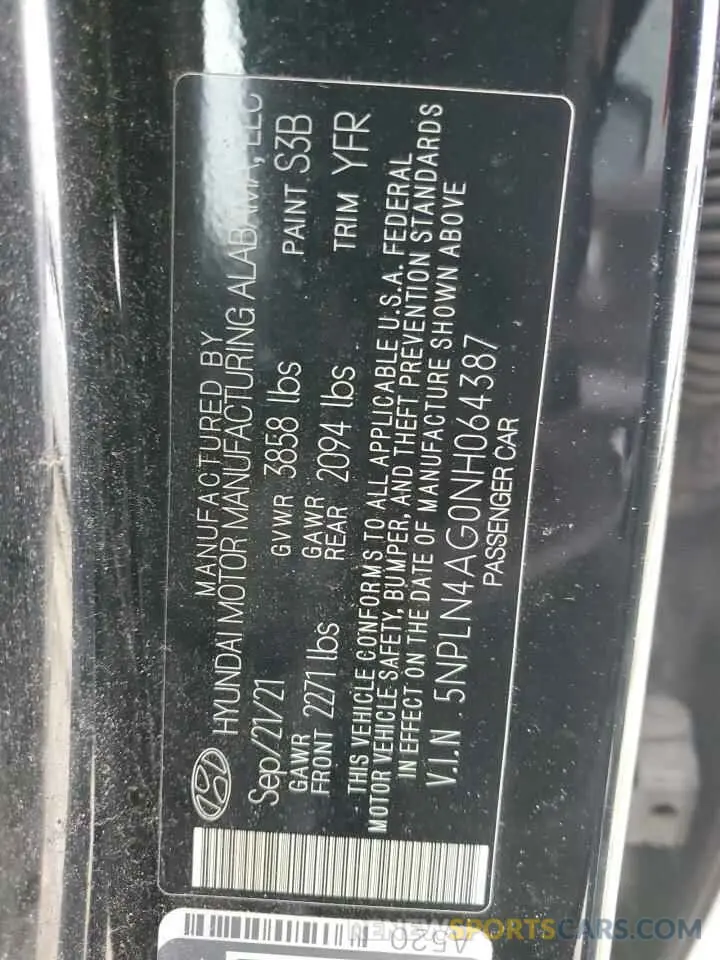 MANUFACTURED BY
HYUNDAI MOTOR MANUFACTURING ALABAMA, LLC
Sep/21/21 GVWR 3858 lbs PAINT S3B
GAWR GAWR
FRONT 2271 lbs REAR 2094 lbs TRIM YFR
THIS VEHICLE CONFORMS TO ALL APPLICABLE U.S.A. FEDERAL
MOTOR VEHICLE SAFETY, BUMPER, AND THEFT PREVENTION STANDARDS
IN EFFECT ON THE DATE OF MANUFACTURE SHOWN ABOVE
V.I.N. 5NPLN4AG0NH064387
PASSENGER CAR
A520
SPORTSCARS.COM